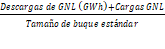 Descargas de GNL (GWh)+Cargas GNL
Tamaño de buque estándar